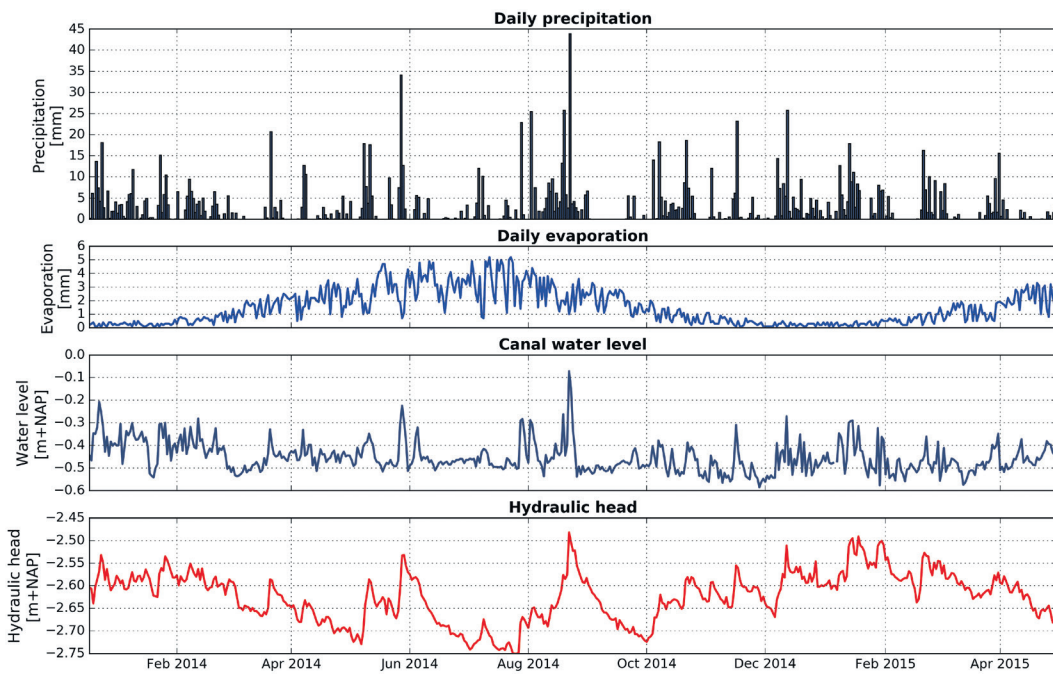 Daily precipitation
Precipitation
[mm]
45
40
35
30
25
20
15
10
5
0
Daily evaporation
Evaporation
[mm]
6
5
4
3
2
1
0
Canal water level
Water level
[m+NAP]
0.0
−0.1
−0.2
−0.3
−0.4
−0.5
−0.6
Hydraulic head
Hydraulic head
[m+NAP]
−2.45
−2.50
−2.55
−2.60
−2.65
−2.70
−2.75
Feb 2014 Apr 2014 Jun 2014 Aug 2014 Oct 2014 Dec 2014 Feb 2015 Apr 2015